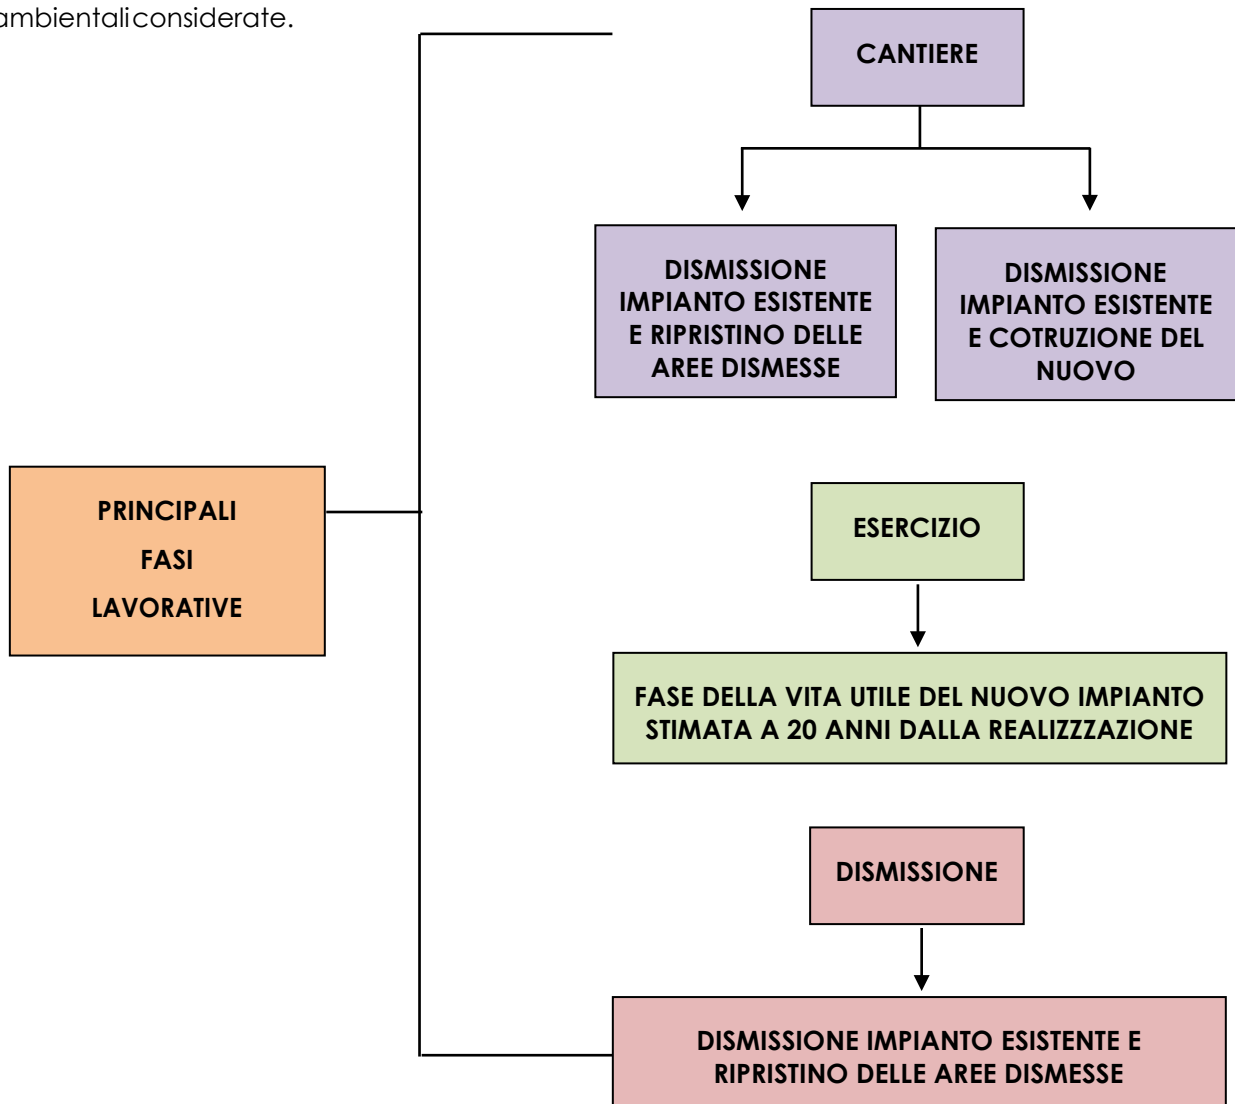 ambientaliconsiderate.
CANTIERE
DISMISSIONE
IMPIANTO ESISTENTE
E RIPRISTINO DELLE
AREE DISMESSE
DISMISSIONE
IMPIANTO ESISTENTE
E COTRUZIONE DEL
NUOVO
PRINCIPALI
FASI
LAVORATIVE
ESERCIZIO
FASE DELLA VITA UTILE DEL NUOVO IMPIANTO
STIMATA A 20 ANNI DALLA REALIZZZAZIONE
DISMISSIONE
DISMISSIONE IMPIANTO ESISTENTE E
RIPRISTINO DELLE AREE DISMESSE